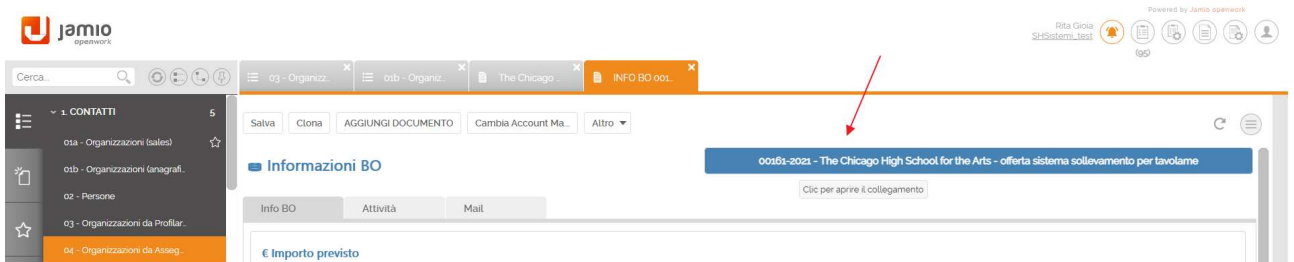 Powered by Jamio openwork
jamio
openwork
Rita Gioia
SHSistemi_test
(95)
Cerca..
03 - Organizz..
01b - Organiz..
The Chicago ..
INFO BO 001..
1. CONTATTI 5
01a - Organizzazioni (sales)
01b - Organizzazioni (anagrafi..
02 - Persone
03 - Organizzazioni da Profilar..
04 - Organizzazioni da Asseg..
Salva
Clona
AGGIUNGI DOCUMENTO
Cambia Account Ma..
Altro
Informazioni BO
00161-2021 - The Chicago High School for the Arts - offerta sistema sollevamento per tavolame
Clic per aprire il collegamento
Info BO
Attività
Mail
€ Importo previsto